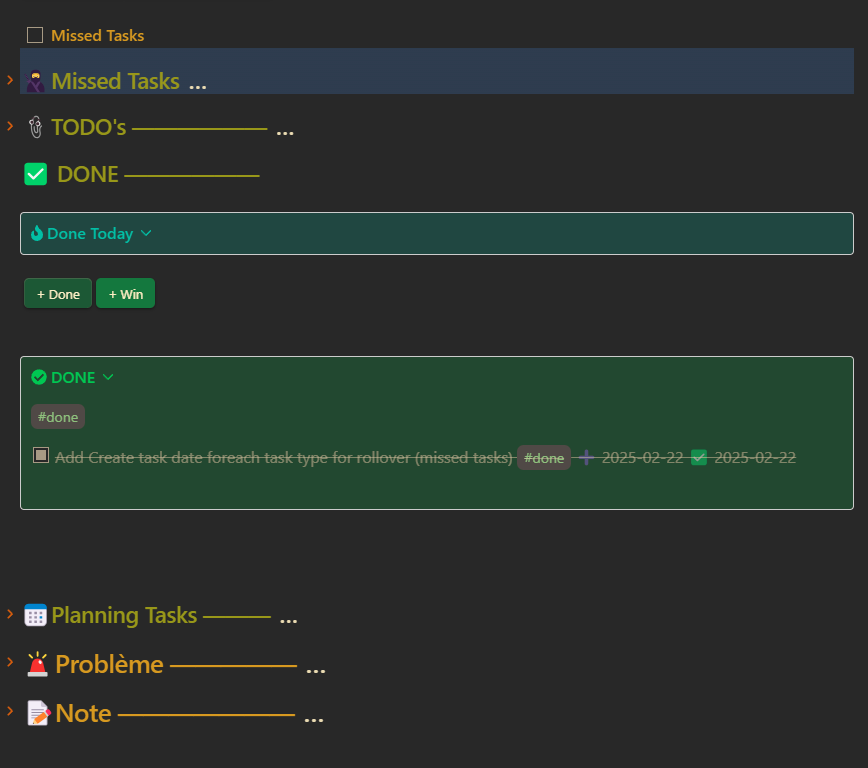 Missed Tasks
Missed Tasks ...
TODO's ———————— ...
DONE ————————
Done Today
+ Done + Win
DONE
#done
Add Create task date foreach task type for rollover (missed tasks) #done ➕ 2025-02-22 ✅ 2025-02-22
Planning Tasks ———— ...
Problème ——————— ...
Note —————————— ...